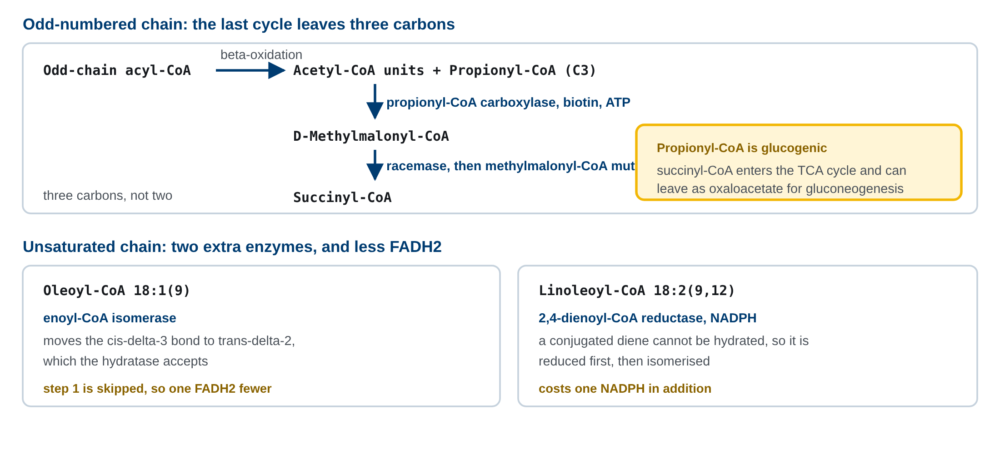 Odd-numbered chain: the last cycle leaves three carbons
beta-oxidation
Odd-chain acyl-CoA
Acetyl-CoA units + Propionyl-CoA (C3)
propionyl-CoA carboxylase, biotin, ATP
D-Methylmalonyl-CoA
racemase, then methylmalonyl-CoA mut
Propionyl-CoA is glucogenic
succinyl-CoA enters the TCA cycle and can
leave as oxaloacetate for gluconeogenesis
three carbons, not two
Succinyl-CoA
Unsaturated chain: two extra enzymes, and less FADH2
Oleoyl-CoA 18:1(9)
enoyl-CoA isomerase
moves the cis-delta-3 bond to trans-delta-2,
which the hydratase accepts
step 1 is skipped, so one FADH2 fewer
Linoleoyl-CoA 18:2(9,12)
2,4-dienoyl-CoA reductase, NADPH
a conjugated diene cannot be hydrated, so it is
reduced first, then isomerised
costs one NADPH in addition